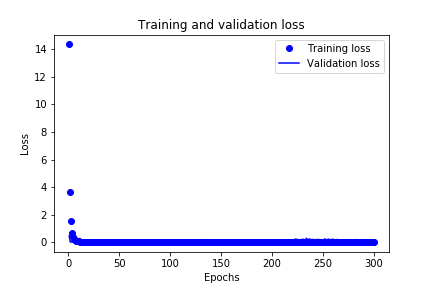 Training and validation loss
Training loss
Validation loss
14
12
10
8
6
4
2
0
Loss
0 50 100 150 200 250 300
Epochs